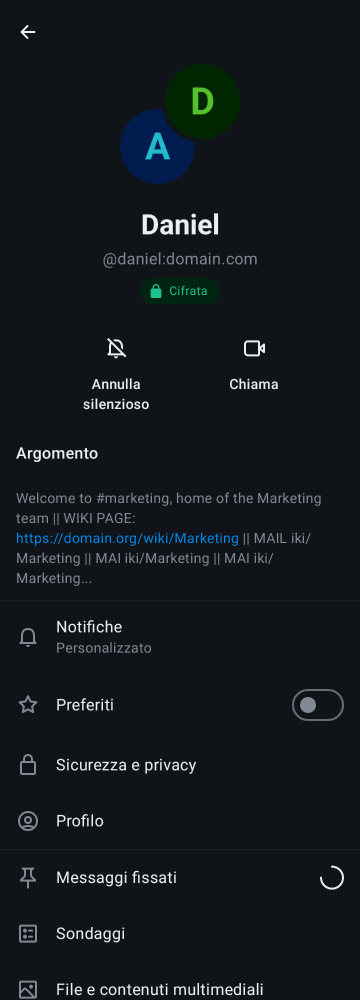 D
A
Daniel
@daniel:domain.com
Cifrata
Annulla
silenzioso
Chiama
Argomento
Welcome to #marketing, home of the Marketing
team || WIKI PAGE:
https://domain.org/wiki/Marketing || MAIL iki/
Marketing || MAI iki/Marketing || MAI iki/
Marketing...
Notifiche
Personalizzato
Preferiti
Sicurezza e privacy
Profilo
Messaggi fissati
Sondaggi
File e contenuti multimediali